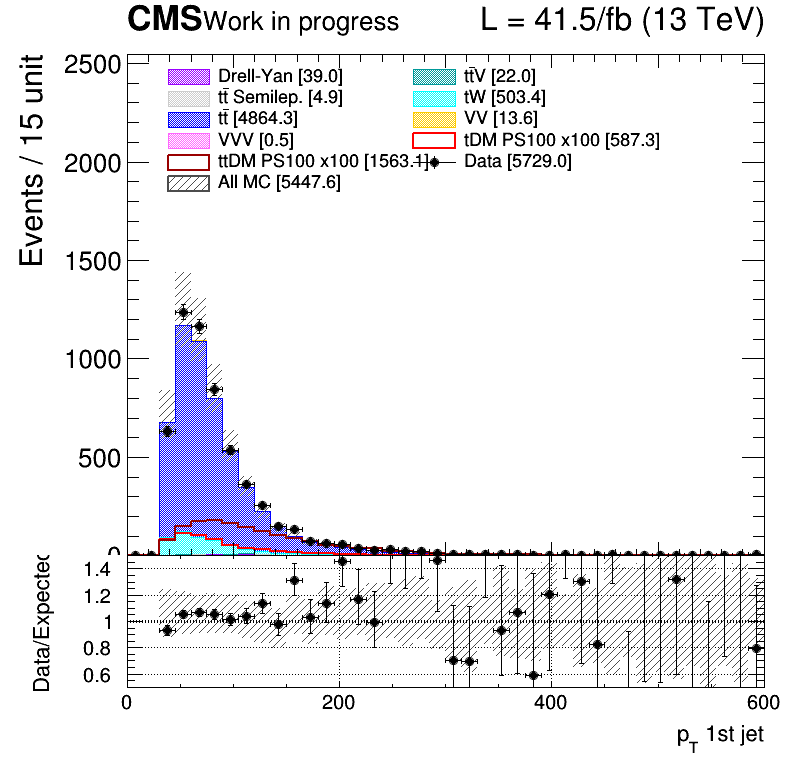 CMS Work in progress L = 41.5/fb (13 TeV)
Events / 15 unit
2500
2000
1500
1000
500
0
Drell-Yan [39.0]
tt̄ Semilep. [4.9]
tt̄ [4864.3]
VVV [0.5]
ttDM PS100 x100 [1563.1]
All MC [5447.6]
tt̄V [22.0]
tW [503.4]
VV [13.6]
tDM PS100 x100 [587.3]
Data [5729.0]
Data/Expected
1.4
1.2
1
0.8
0.6
0 200 400 600
p_T 1st jet